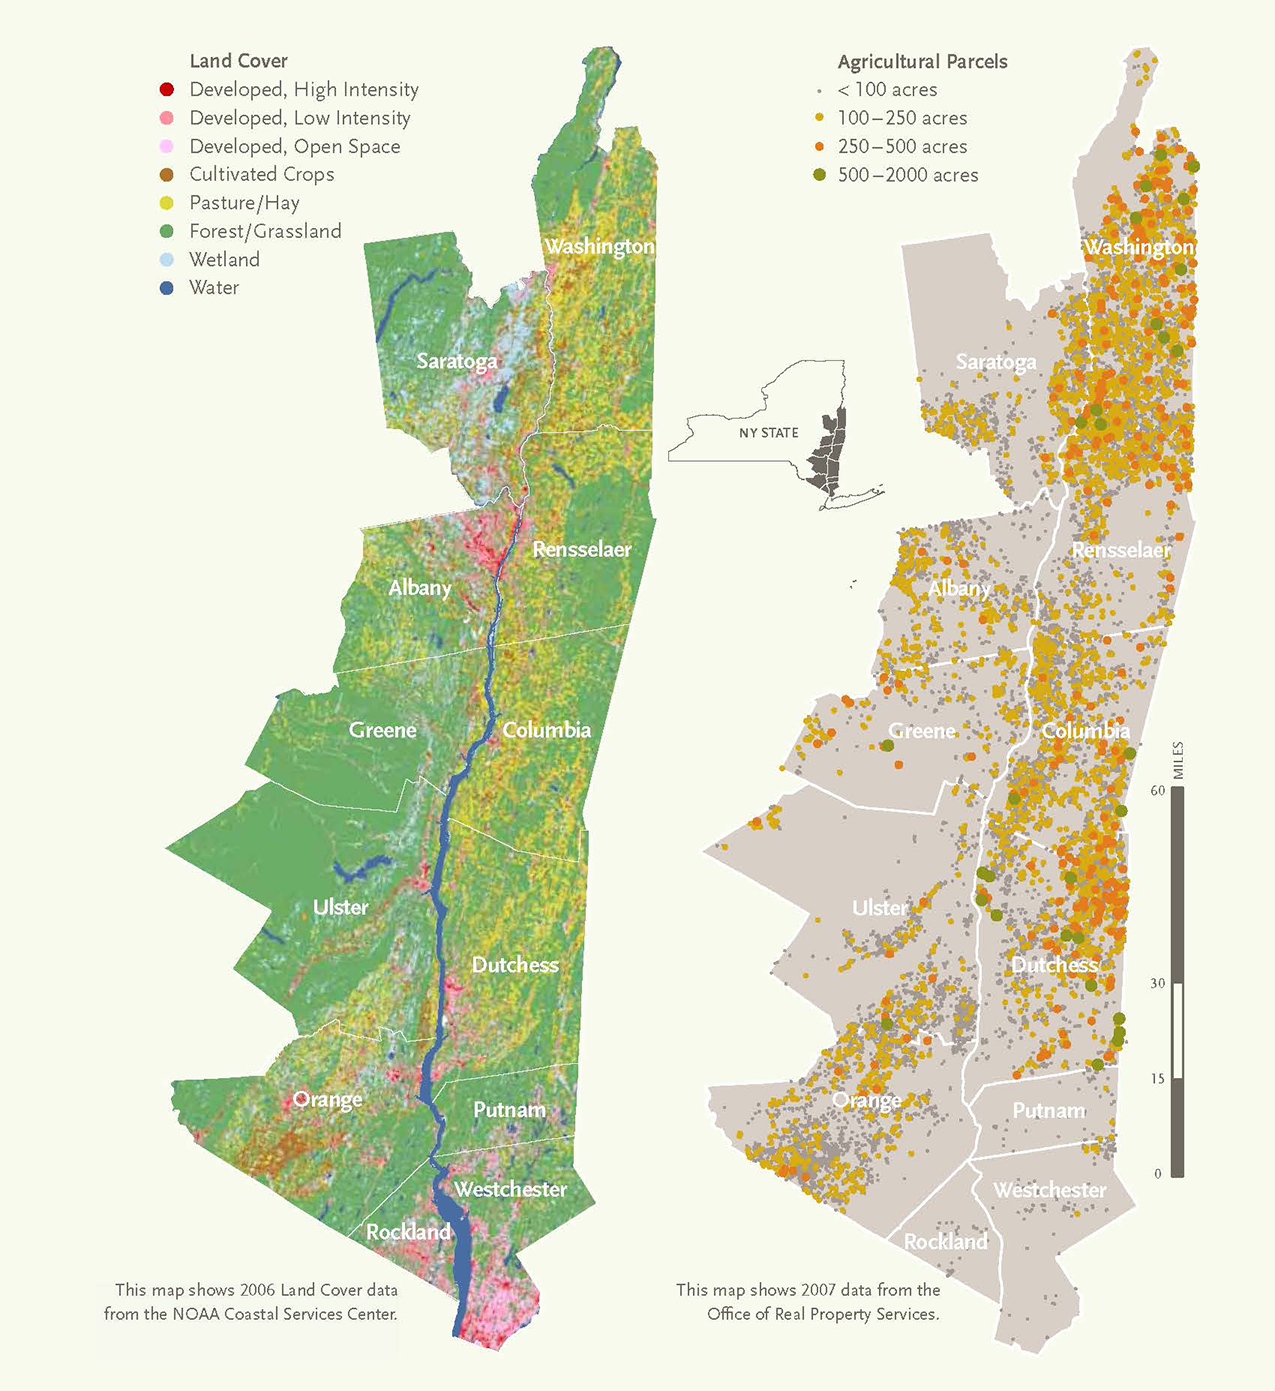 Land Cover
Developed, High Intensity
Developed, Low Intensity
Developed, Open Space
Cultivated Crops
Pasture/Hay
Forest/Grassland
Wetland
Water
Washington
Saratoga
Rensselaer
Albany
Greene
Columbia
Ulster
Dutchess
Orange
Putnam
Westchester
Rockland
This map shows 2006 Land Cover data
from the NOAA Coastal Services Center.
NY STATE
Agricultural Parcels
< 100 acres
100–250 acres
250–500 acres
500–2000 acres
Washington
Saratoga
Rensselaer
Albany
Greene
Columbia
Ulster
Dutchess
Orange
Putnam
Westchester
Rockland
MILES
60
30
15
0
This map shows 2007 data from the
Office of Real Property Services.